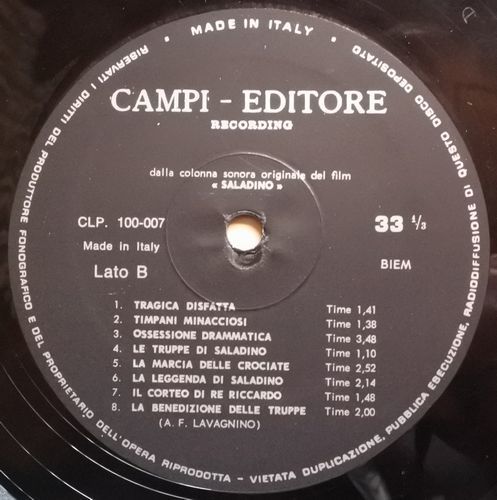 MADE IN ITALY
RISERVATI I DIRITTI DEL PRODUTTORE FONOGRAFICO E DEL PROPRIETARIO DELL'OPERA RIPRODOTTA - VIETATA DUPLICAZIONE, PUBBLICA ESECUZIONE, RADIODIFFUSIONE DI QUESTO DISCO DEPOSITATO
CAMPI - EDITORE
RECORDING
dalla colonna sonora originale del film
« SALADINO »
CLP. 100-007
33 1/3
Made in Italy
Lato B
BIEM
1. TRAGICA DISFATTA Time 1,41
2. TIMPANI MINACCIOSI Time 1,38
3. OSSESSIONE DRAMMATICA Time 3,48
4. LE TRUPPE DI SALADINO Time 1,10
5. LA MARCIA DELLE CROCIATE Time 2,52
6. LA LEGGENDA DI SALADINO Time 2,14
7. IL CORTEO DI RE RICCARDO Time 1,48
8. LA BENEDIZIONE DELLE TRUPPE Time 2,00
(A. F. LAVAGNINO)